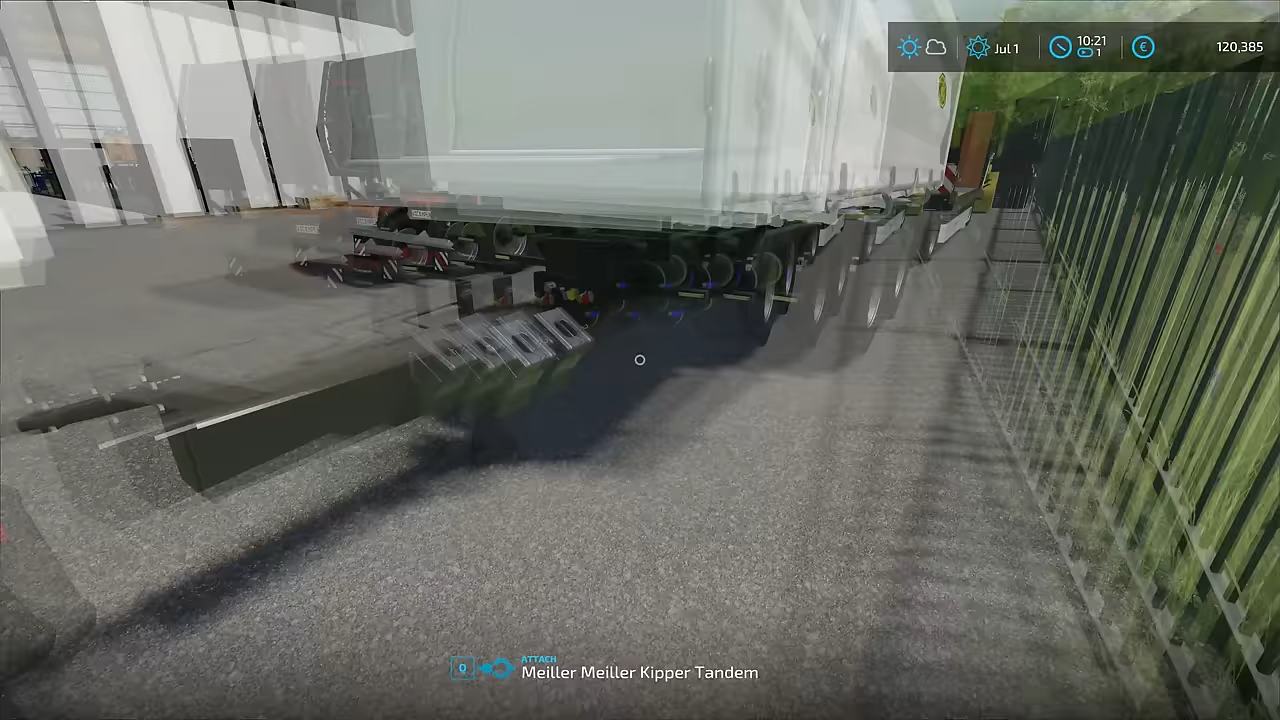 Jul 1
10:21
1
120,385
Q
ATTACH
Meiller Meiller Kipper Tandem